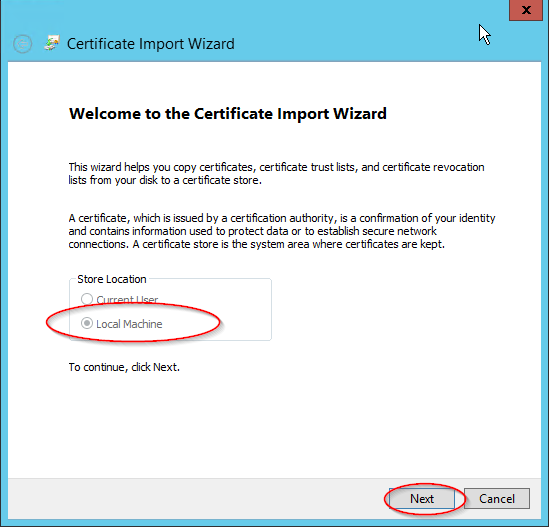 x
Certificate Import Wizard
Welcome to the Certificate Import Wizard
This wizard helps you copy certificates, certificate trust lists, and certificate revocation
lists from your disk to a certificate store.
A certificate, which is issued by a certification authority, is a confirmation of your identity
and contains information used to protect data or to establish secure network
connections. A certificate store is the system area where certificates are kept.
Store Location
Current User
Local Machine
To continue, click Next.
Next
Cancel